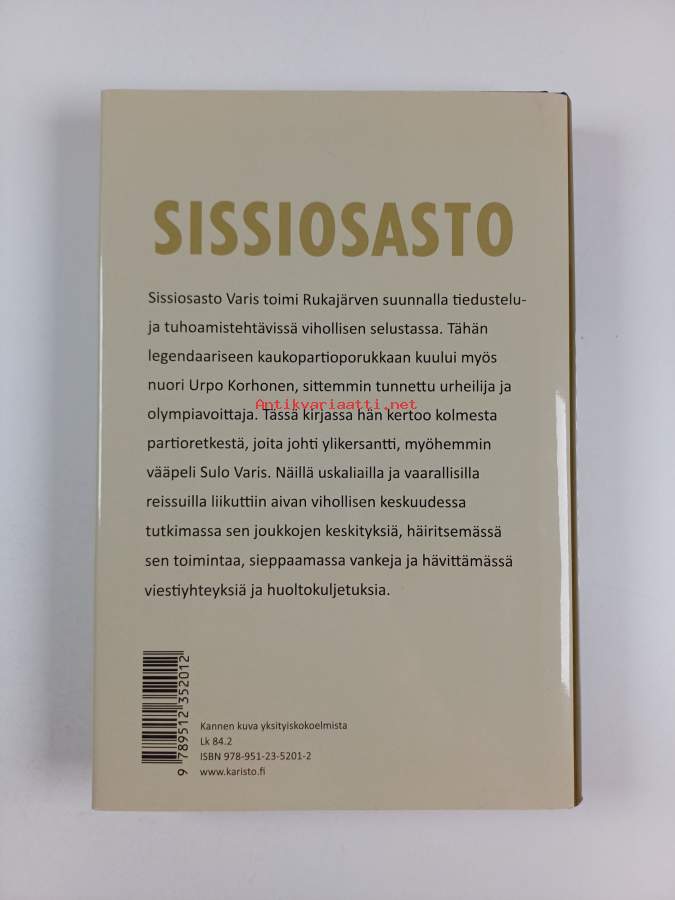 SISSIOSASTO
Sissiosasto Varis toimi Rukajärven suunnalla tiedustelu-
ja tuhoamistehtävissä vihollisen selustassa. Tähän
legendaariseen kaukopartioporukkaan kuului myös
nuori Urpo Korhonen, sittemmin tunnettu urheilija ja
Antikvariaatti.net
olympiavoittaja. Tässä kirjassa hän kertoo kolmesta
partioretkestä, joita johti ylikersantti, myöhemmin
vääpeli Sulo Varis. Näillä uskaliailla ja vaarallisilla
reissuilla liikuttiin aivan vihollisen keskuudessa
tutkimassa sen joukkojen keskityksiä, häiritsemässä
sen toimintaa, sieppaamassa vankeja ja hävittämässä
viestiyhteyksiä ja huoltokuljetuksia.
9 789512 352012
Kannen kuva yksityiskokoelmista
Lk 84.2
ISBN 978-951-23-5201-2
www.karisto.fi